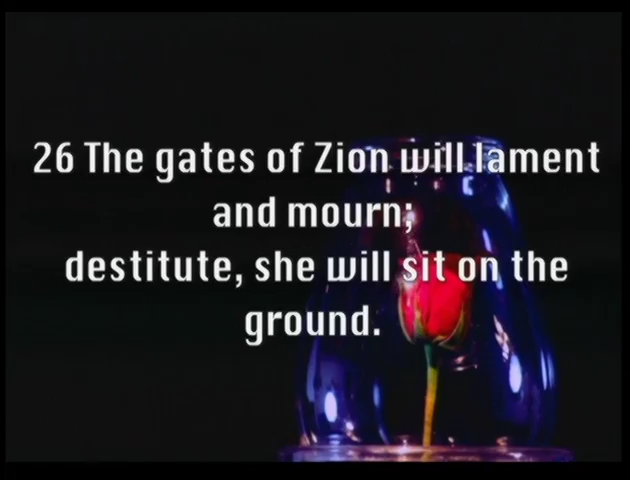 26 The gates of Zion will lament
and mourn;
destitute, she will sit on the
ground.